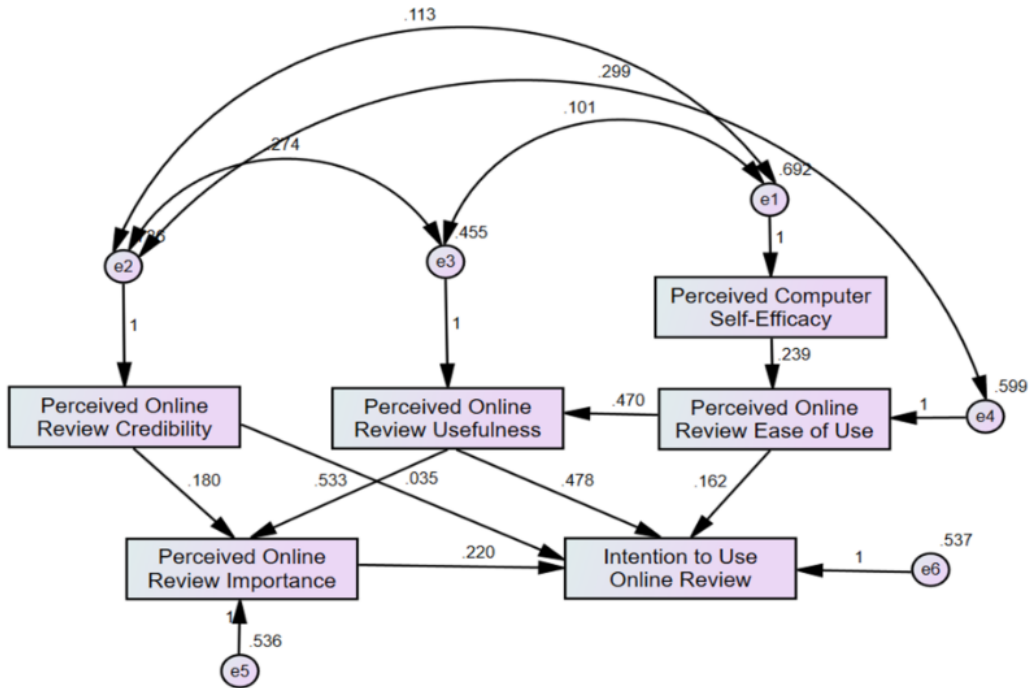 .113
.299
.101
.274
.692
e1
.455
e3
e2
1
1
1
Perceived Computer
Self-Efficacy
.239
.599
Perceived Online
Review Credibility
Perceived Online
Review Usefulness
.470
Perceived Online
Review Ease of Use
1
e4
.180
.533
.035
.478
.162
Perceived Online
Review Importance
.220
Intention to Use
Online Review
1
.537
e6
1
.536
e5